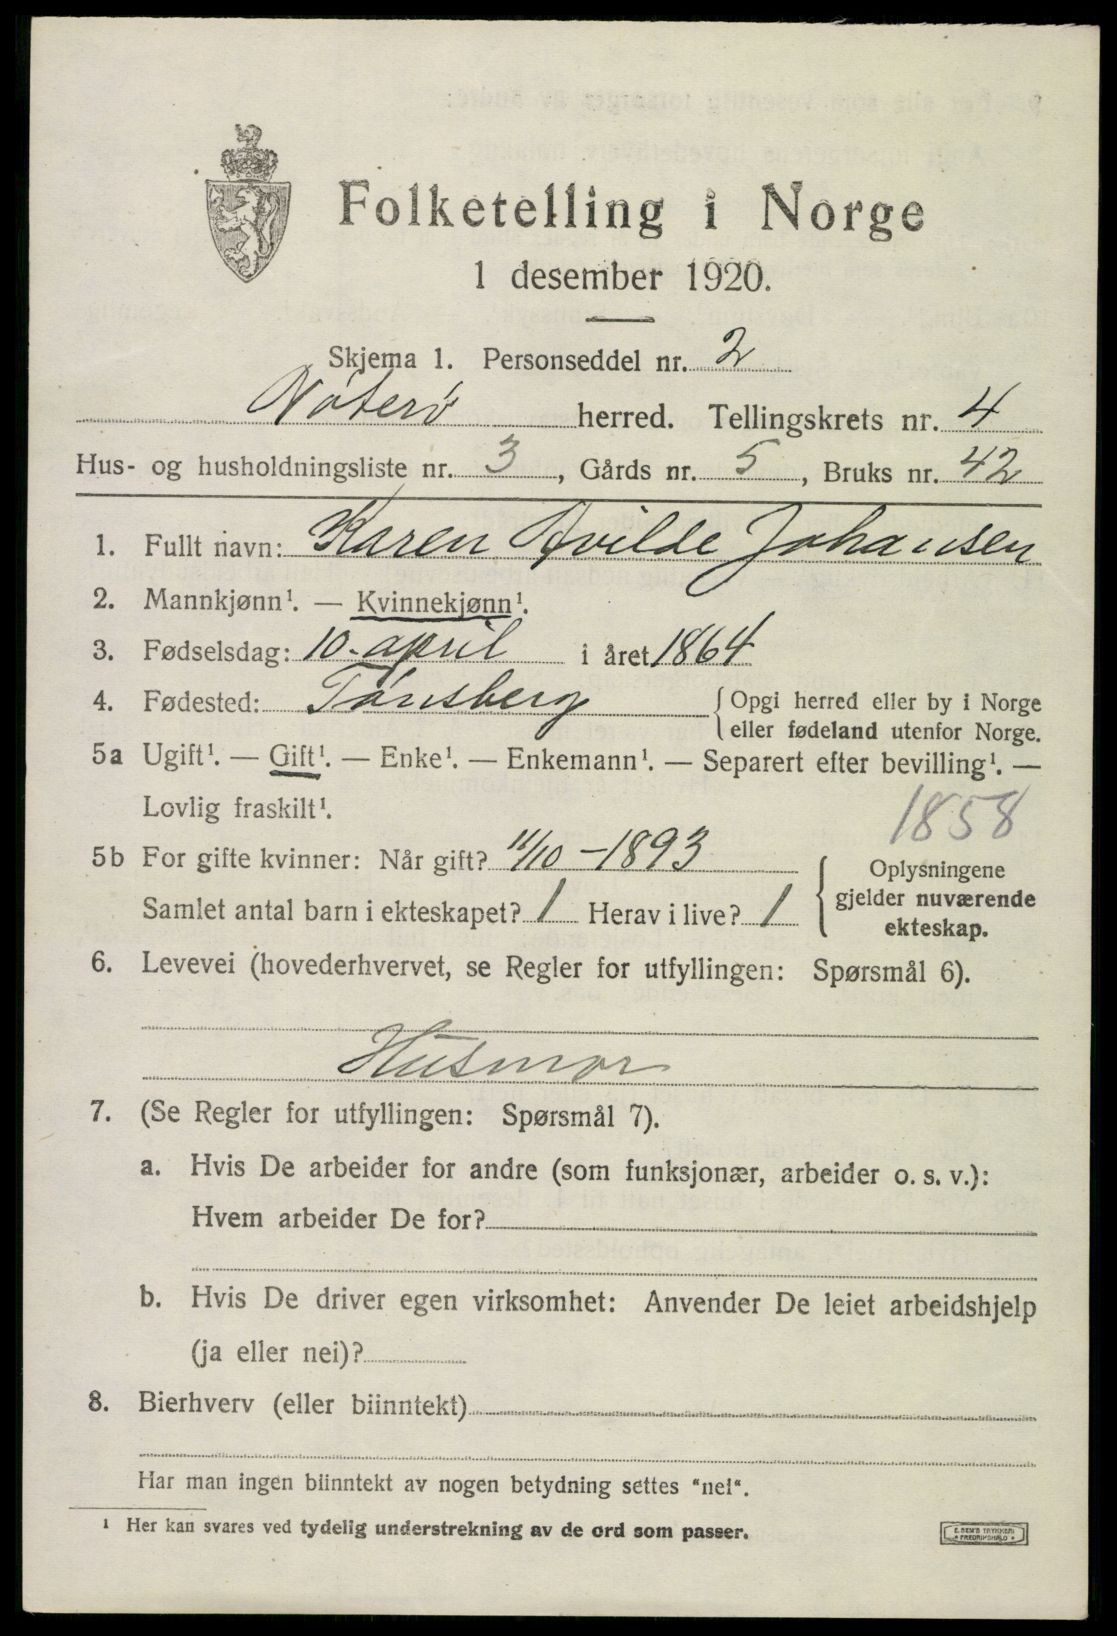 Folketelling i Norge
1 desember 1920.
Skjema 1. Personseddel nr. 2
Nøterø herred. Tellingskrets nr. 4
Hus- og husholdningsliste nr. 3, Gårds nr. 5, Bruks nr. 42
1. Fullt navn: Karen Hvilde Johansen
2. Mannkjønn¹. — Kvinnekjønn¹.
3. Fødselsdag: 10. april i året 1864
4. Fødested: Tønsberg {Opgi herred eller by i Norge
eller fødeland utenfor Norge.
5a Ugift¹. — Gift¹. — Enke¹. — Enkemann¹. — Separert efter bevilling¹. —
Lovlig fraskilt¹.
1858
5b For gifte kvinner: Når gift? 11/10 – 1893
Samlet antal barn i ekteskapet? 1 Herav i live? 1
{Oplysningene
gjelder nuværende
ekteskap.
6. Levevei (hovederhvervet, se Regler for utfyllingen: Spørsmål 6).
Husmor
7. (Se Regler for utfyllingen: Spørsmål 7).
a. Hvis De arbeider for andre (som funksjonær, arbeider o. s. v.):
Hvem arbeider De for?
b. Hvis De driver egen virksomhet: Anvender De leiet arbeidshjelp
(ja eller nei)?
8. Bierhverv (eller biinntekt)
Har man ingen biinntekt av nogen betydning settes "nei".
¹ Her kan svares ved tydelig understrekning av de ord som passer.
E. SEM'S TRYKKERI
FREDRIKSHALD